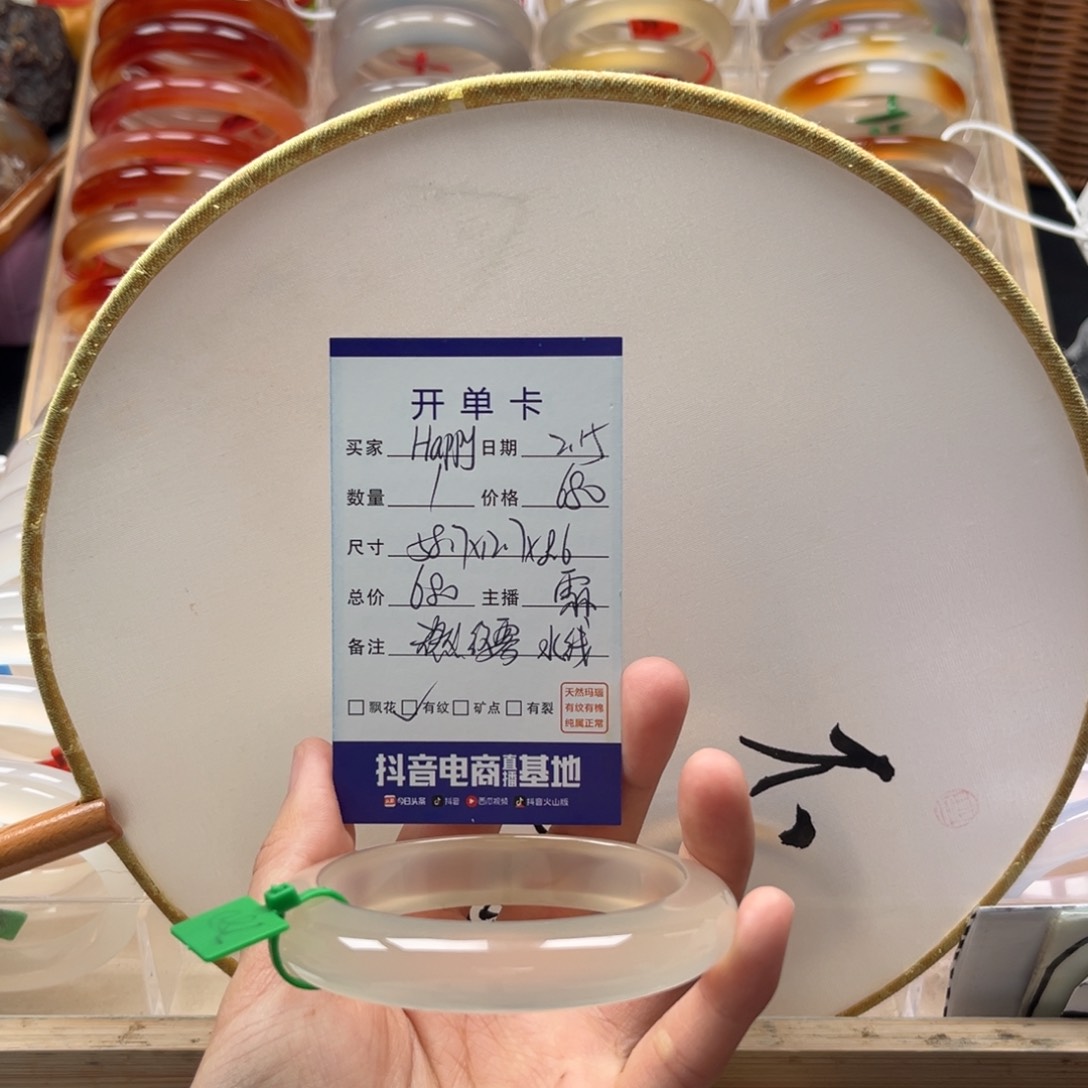 开单卡
买家 Happy 日期 2.15
数量 1 价格 680
尺寸 58.7x12.7x8.6
总价 680 主播
备注 水线
□ 飘花 □ 有纹 □ 矿点 □ 有裂
天然玛瑙
有纹有棉
纯属正常
抖音电商直播基地
今日头条 抖音 西瓜视频 抖音火山版